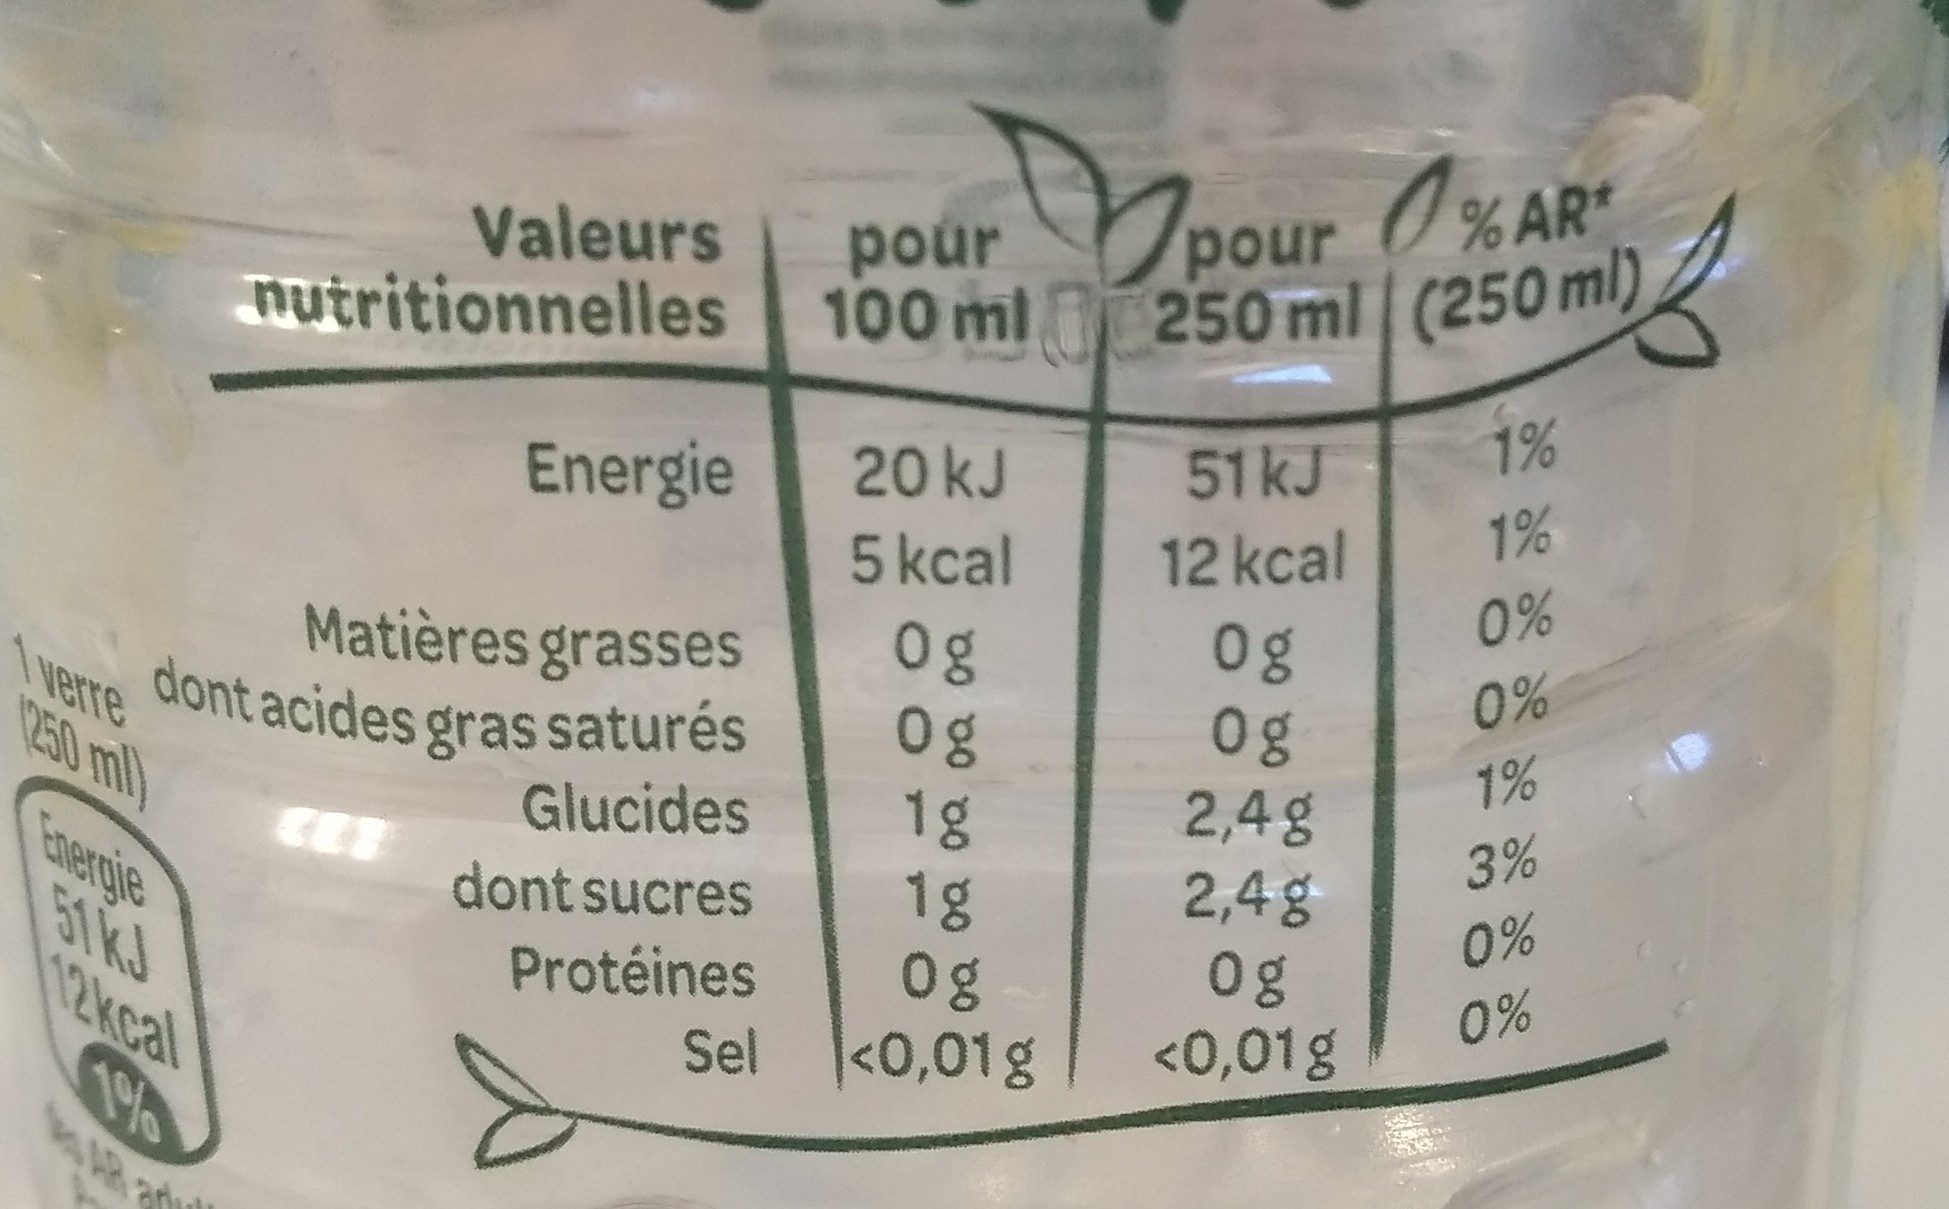 Valeurs nutritionnelles | pour 100 ml | pour 250 ml | % AR* (250 ml)
Energie 20 kJ 51 kJ 1%
5 kcal 12 kcal 1%
Matières grasses 0 g 0 g 0%
dont acides gras saturés 0 g 0 g 0%
Glucides 1 g 2,4 g 1%
dont sucres 1 g 2,4 g 3%
Protéines 0 g 0 g 0%
Sel <0,01 g <0,01 g 0%
1 verre
(250 ml)
Energie
51 kJ
12 kcal
1%
AR